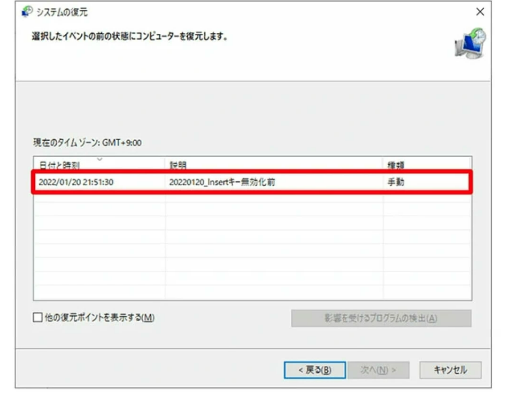 システムの復元
選択したイベントの前の状態にコンピューターを復元します。
現在のタイム ゾーン: GMT+9:00
日付と時刻 説明 種類
2022/01/20 21:51:30 20220120_Insertキー無効化前 手動
他の復元ポイントを表示する(M) 影響を受けるプログラムの検出(A)
< 戻る(B) 次へ(N) > キャンセル